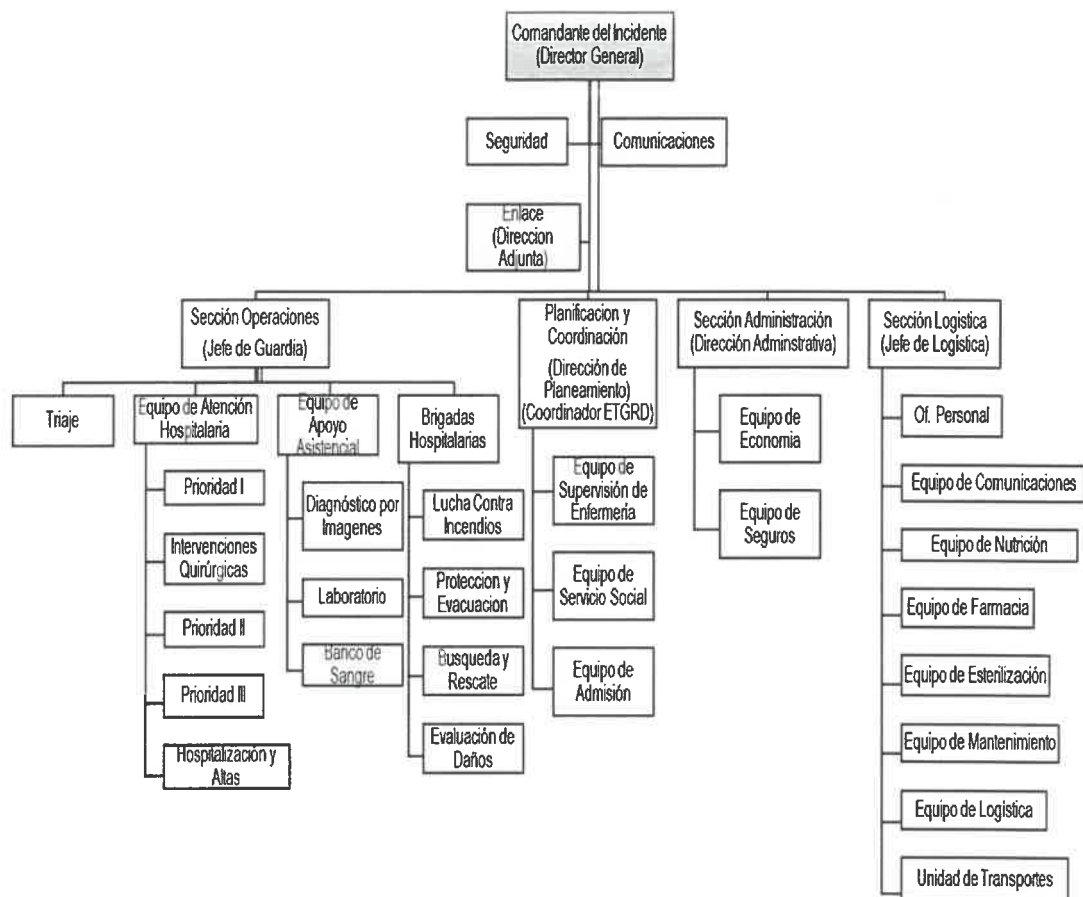 Comandante del Incidente
(Director General)
Seguridad
Comunicaciones
Enlace
(Direccion
Adjunta)
Sección Operaciones
(Jefe de Guardia)
Planificacion y
Coordinación
(Dirección de
Planeamiento)
(Coordinador ETGRD)
Sección Administración
(Dirección Adminstrativa)
Sección Logistica
(Jefe de Logística)
Triaje
Equipo de Atención
Hospitalaria
Equipo de
Apoyo
Asistencial
Brigadas
Hospitalarias
Prioridad I
Intervenciones
Quirúrgicas
Prioridad II
Prioridad III
Hospitalización y
Altas
Diagnóstico por
Imagenes
Laboratorio
Banco de
Sangre
Lucha Contra
Incendios
Proteccion y
Evacuacion
Busqueda y
Rescate
Evaluación de
Daños
Equipo de
Supervisión de
Enfermería
Equipo de
Servicio Social
Equipo de
Admisión
Equipo de
Economia
Equipo de
Seguros
Of. Personal
Equipo de Comunicaciones
Equipo de Nutrición
Equipo de Farmacia
Equipo de Esterilización
Equipo de Mantenimiento
Equipo de Logística
Unidad de Transportes